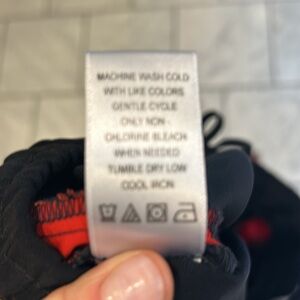 MACHINE WASH COLD
WITH LIKE COLORS
GENTLE CYCLE
ONLY NON -
CHLORINE BLEACH
WHEN NEEDED
TUMBLE DRY LOW
COOL IRON